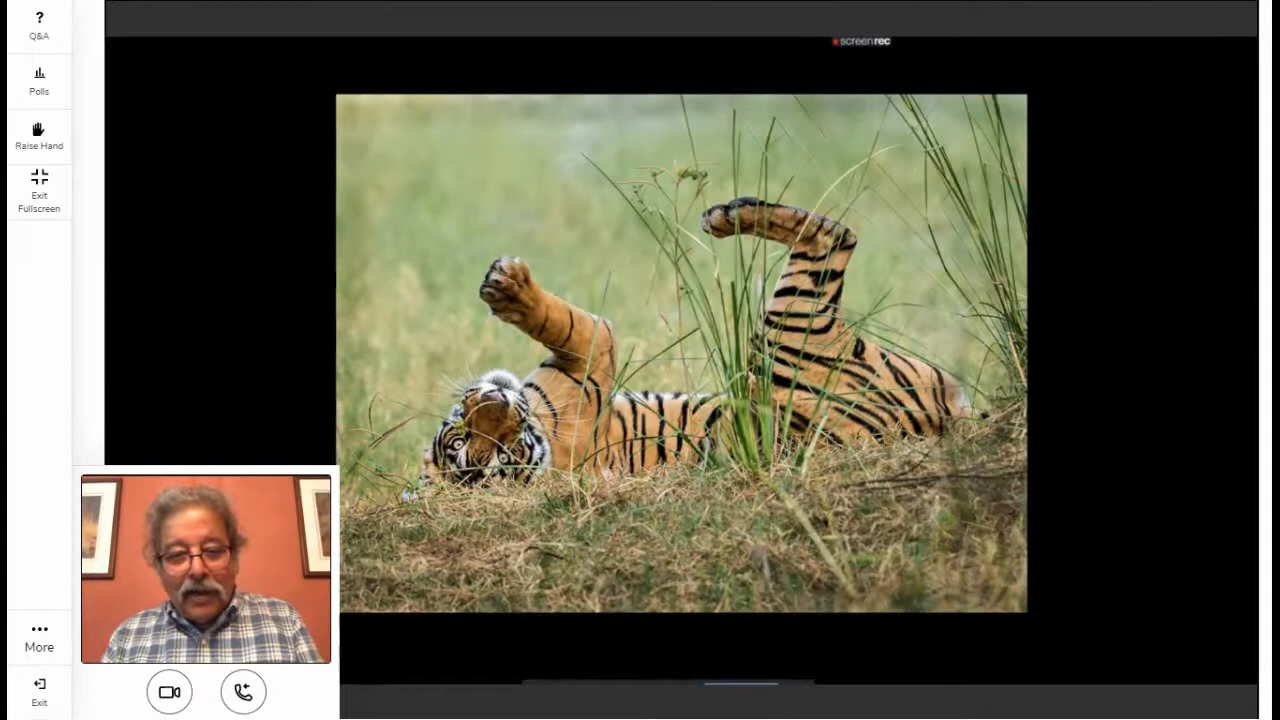 Q&A
Polls
Raise Hand
Exit
Fullscreen
More
Exit
screenrec